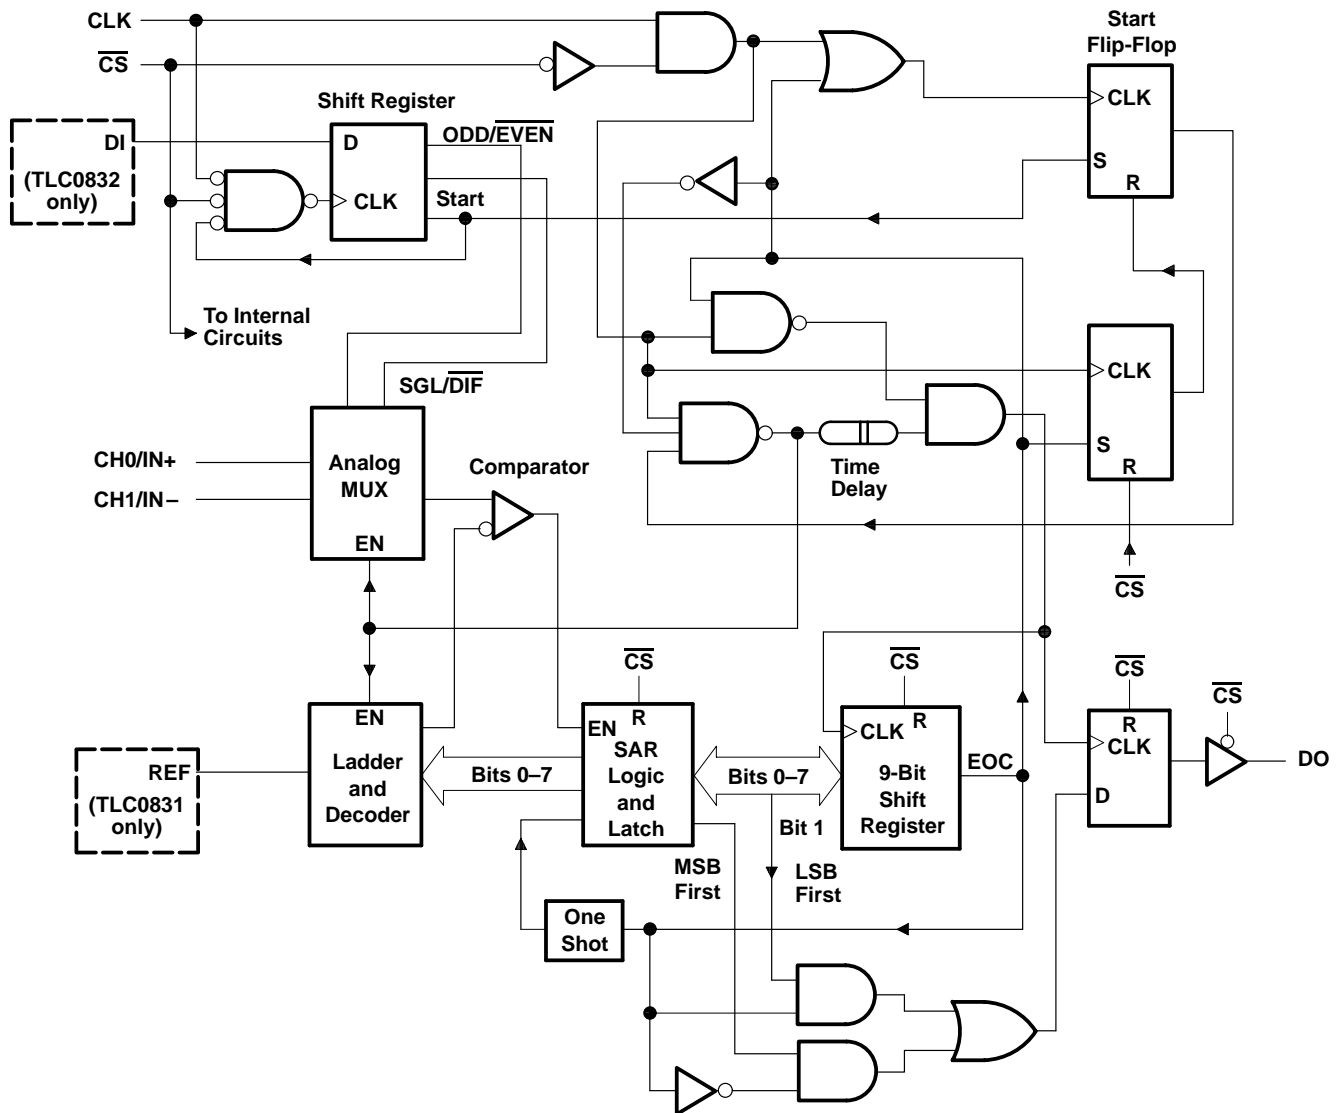 CLK
CS
Start
Flip-Flop
CLK
S
R
Shift Register
DI
(TLC0832
only)
D
CLK
ODD/EVEN
Start
To Internal
Circuits
SGL/DIF
CH0/IN+
CH1/IN–
Analog
MUX
EN
Comparator
Time
Delay
CLK
S
R
CS
CS
CS
CS
CS
REF
(TLC0831
only)
EN
Ladder
and
Decoder
Bits 0–7
EN
R
SAR
Logic
and
Latch
Bits 0–7
CLK
R
9-Bit
Shift
Register
EOC
R
CLK
D
DO
Bit 1
MSB
First
LSB
First
One
Shot